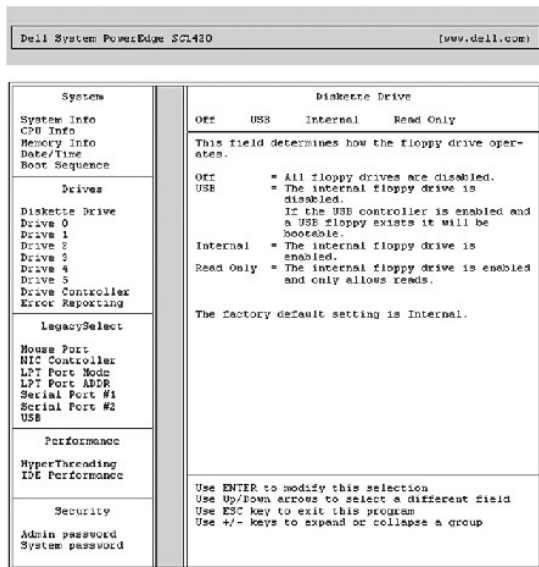 Dell System PowerEdge SC1420 (www.dell.com)
System
System Info
CPU Info
Memory Info
Date/Time
Boot Sequence
Drives
Diskette Drive
Drive 0
Drive 1
Drive 2
Drive 3
Drive 4
Drive 5
Drive Controller
Error Reporting
LegacySelect
Mouse Port
NIC Controller
LPT Port Mode
LPT Port ADDR
Serial Port #1
Serial Port #2
USB
Performance
HyperThreading
IDE Performance
Security
Admin password
System password
Diskette Drive
Off USB Internal Read Only
This field determines how the floppy drive oper-
ates.
Off = All floppy drives are disabled.
USB = The internal floppy drive is
disabled.
If the USB controller is enabled and
a USB floppy exists it will be
bootable.
Internal = The internal floppy drive is
enabled.
Read Only = The internal floppy drive is enabled
and only allows reads.
The factory default setting is Internal.
Use ENTER to modify this selection
Use Up/Down arrows to select a different field
Use ESC key to exit this program
Use +/- keys to expand or collapse a group